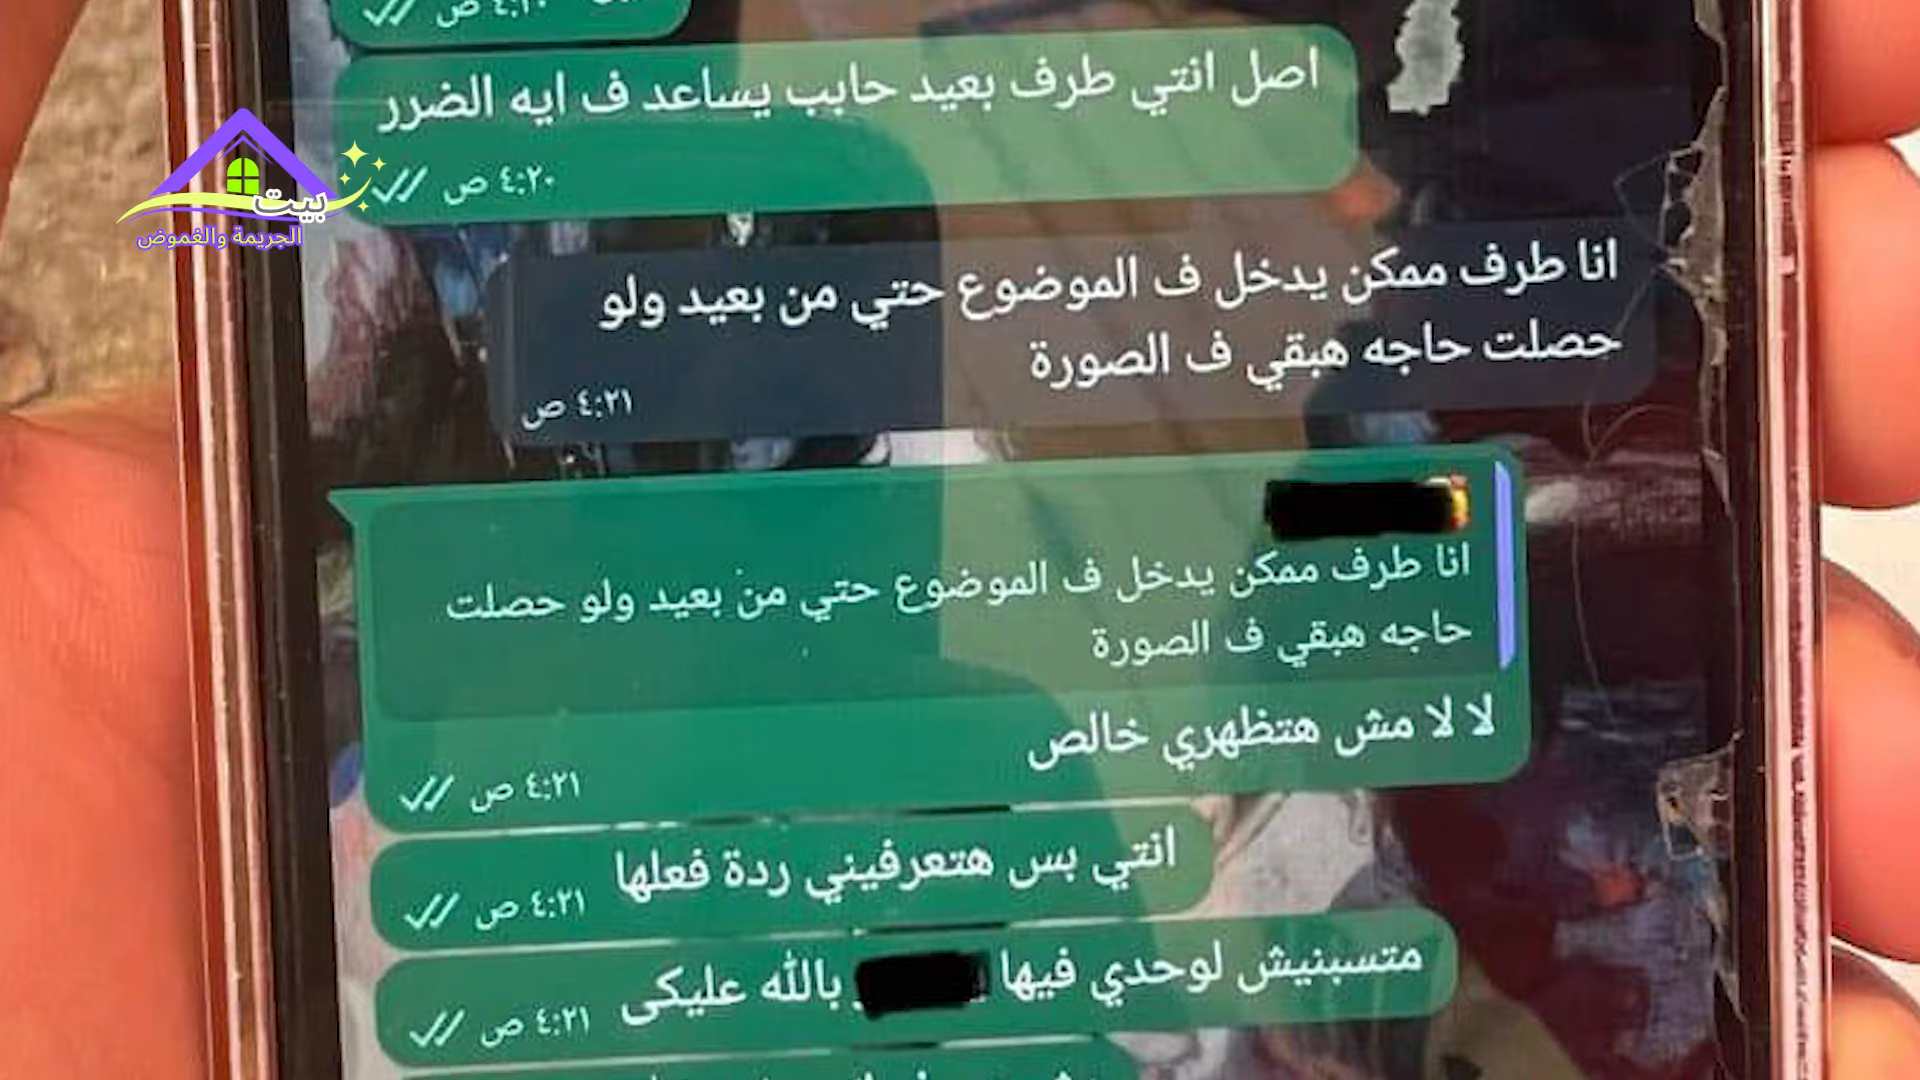 ٤:٢٠ ص
اصل انتي طرف بعيد حابب يساعد ف ايه الضرر
٤:٢٠ ص
بيت
الجريمة والغموض
انا طرف ممكن يدخل ف الموضوع حتي من بعيد ولو
حصلت حاجه هبقي ف الصورة
٤:٢١ ص
انا طرف ممكن يدخل ف الموضوع حتي من بعيد ولو حصلت
حاجه هبقي ف الصورة
لا لا مش هتظهري خالص
٤:٢١ ص
انتي بس هتعرفيني ردة فعلها
٤:٢١ ص
متسبنيش لوحدي فيها بالله عليكى
٤:٢١ ص